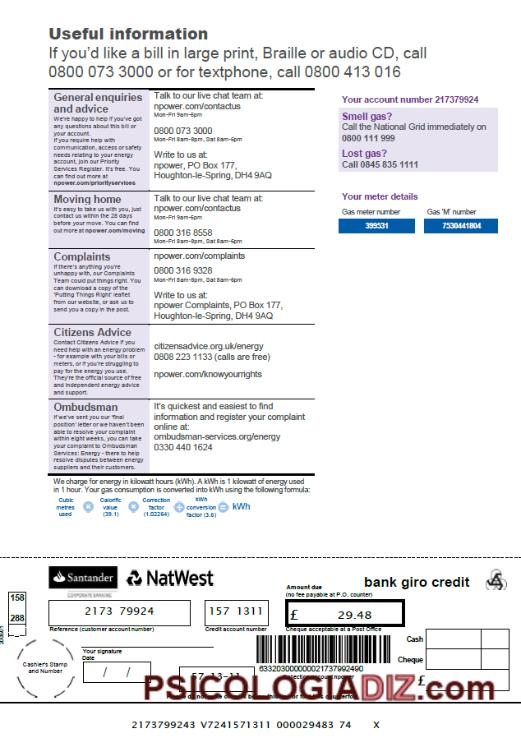 Useful information
If you'd like a bill in large print, Braille or audio CD, call
0800 073 3000 or for textphone, call 0800 413 016
General enquiries
and advice
We're happy to help if you've got
any questions about this bill or
your account.
If you require help with
communication, access or safety
needs relating to your energy
account, join our Priority
Services Register. It's free. You
can find out more at
npower.com/priorityservices
Talk to our live chat team at:
npower.com/contactus
Mon-Fri 9am-6pm
0800 073 3000
Mon-Fri 8am-8pm, Sat 8am-6pm
Write to us at:
npower, PO Box 177,
Houghton-le-Spring, DH4 9AQ
Moving home
It's easy to take us with you, just
contact us within the 28 days
before your move. You can find
out more at npower.com/moving
Talk to our live chat team at:
npower.com/contactus
Mon-Fri 9am-6pm
0800 316 8558
Mon-Fri 8am-8pm, Sat 8am-6pm
Complaints
If there's anything you're
unhappy with, our Complaints
Team could put things right. You
can download a copy of the
'Putting Things Right' leaflet
from our website, or ask us to
send you a copy in the post.
npower.com/complaints
0800 316 9328
Mon-Fri 8am-8pm, Sat 8am-6pm
Write to us at:
npower Complaints, PO Box 177,
Houghton-le-Spring, DH4 9AQ
Citizens Advice
Contact Citizens Advice if you
need help with an energy problem
- for example with your bills or
meters, or if you're struggling to
pay for the energy you use.
They're the official source of free
and independent energy advice
and support.
citizensadvice.org.uk/energy
0808 223 1133 (calls are free)
npower.com/knowyourrights
Ombudsman
If we've sent you our 'final
position' letter or we haven't been
able to resolve your complaint
within eight weeks, you can take
your complaint to Ombudsman
Services: Energy - there to help
resolve disputes between energy
suppliers and their customers.
It's quickest and easiest to find
information and register your complaint
online at:
ombudsman-services.org/energy
0330 440 1624
We charge for energy in kilowatt hours (kWh). A kWh is 1 kilowatt of energy used
in 1 hour. Your gas consumption is converted into kWh using the following formula:
Cubic metres used
Calorific value (39.1)
Correction factor (1.02264)
kWh conversion factor (3.6)
kWh
Your account number 217379924
Smell gas?
Call the National Grid immediately on
0800 111 999
Lost gas?
Call 0845 835 1111
Your meter details
Gas meter number
Gas 'M' number
399531
7530441804
Santander
CORPORATE BANKING
NatWest
bank giro credit
Amount due
(no fee payable at P.O. counter)
158
288
2173 79924
157 1311
£ 29.48
Reference (customer account number)
Credit account number
Cheque acceptable at a Post Office
Cash
Cheque
£
Cashier's Stamp
and Number
Your signature
Date
/ /
57-13-11
633203000000021737992490
PSICOLOGIADIZ.com
2173799243 V7241571311 000029483 74 X